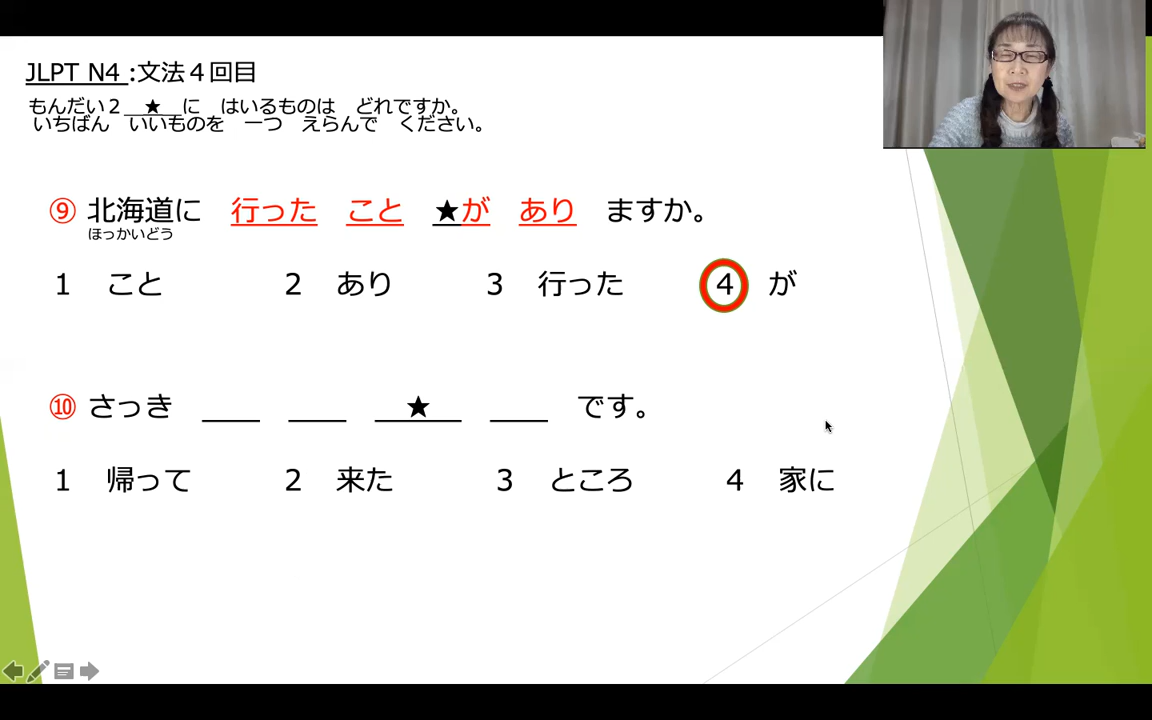 JLPT N4 :文法４回目
もんだい２ ★ に はいるものは どれですか。
いちばん いいものを 一つ えらんで ください。
⑨ 北海道に 行った こと ★が あり ますか。
ほっかいどう
1 こと 2 あり 3 行った 4 が
⑩ さっき ___ ___ ★ ___ です。
1 帰って 2 来た 3 ところ 4 家に